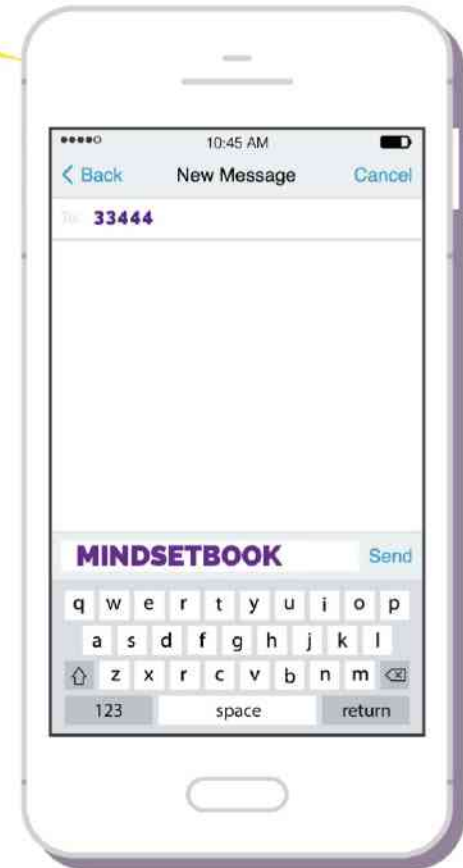 10:45 AM
< Back New Message Cancel
To: 33444
MINDSETBOOK Send
q w e r t y u i o p
a s d f g h j k l
z x r c v b n m
123 space return